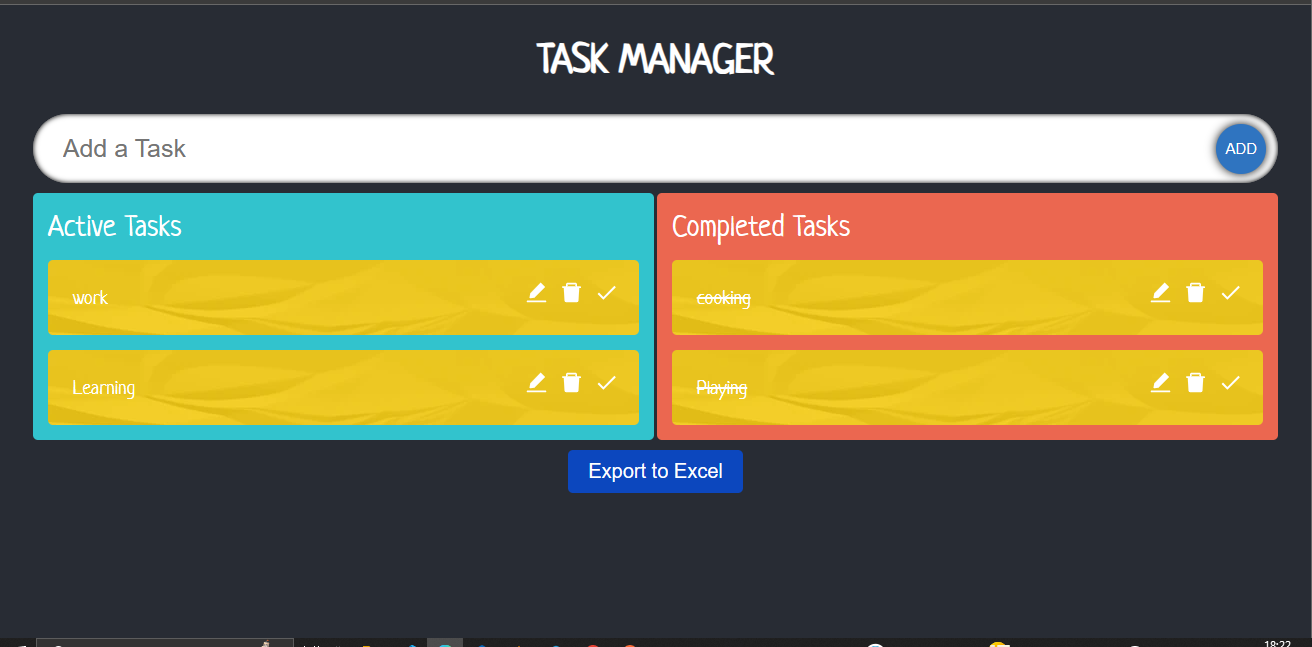 TASK MANAGER
Add a Task
ADD
Active Tasks
work
Learning
Completed Tasks
cooking
Playing
Export to Excel
18:22